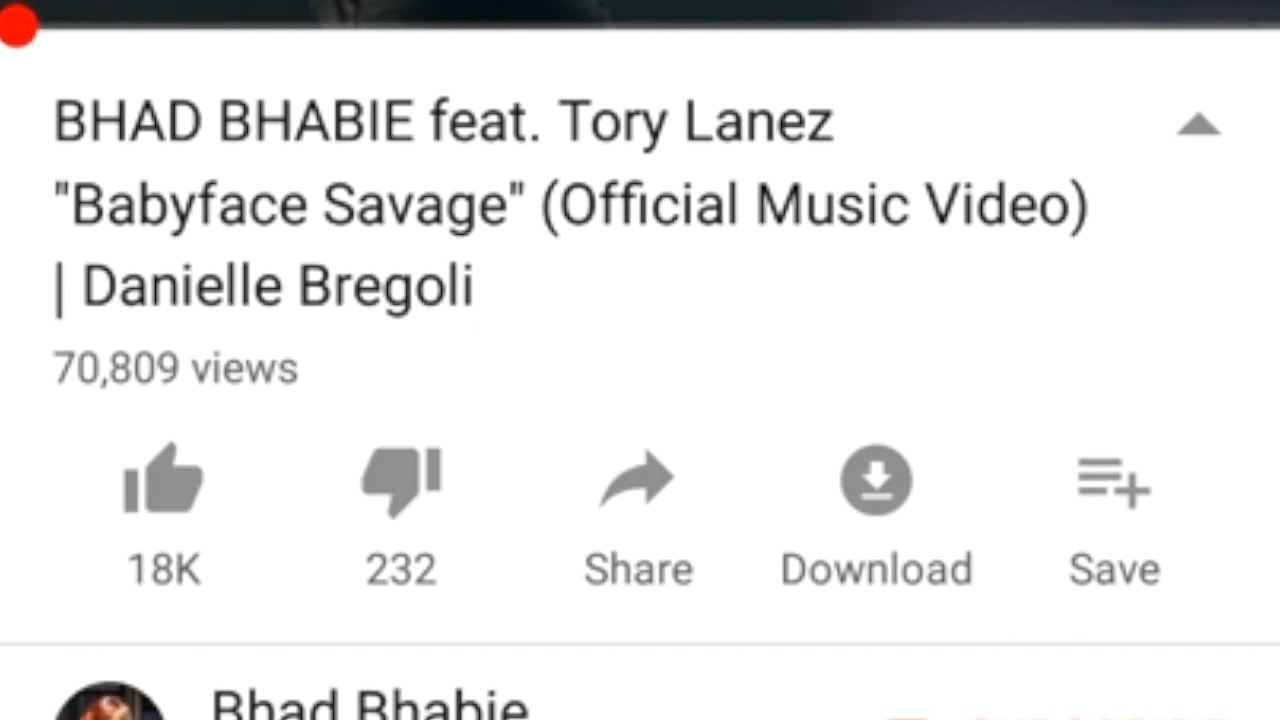 BHAD BHABIE feat. Tory Lanez
"Babyface Savage" (Official Music Video)
| Danielle Bregoli
70,809 views
18K
232
Share
Download
Save
Bhad Bhabie